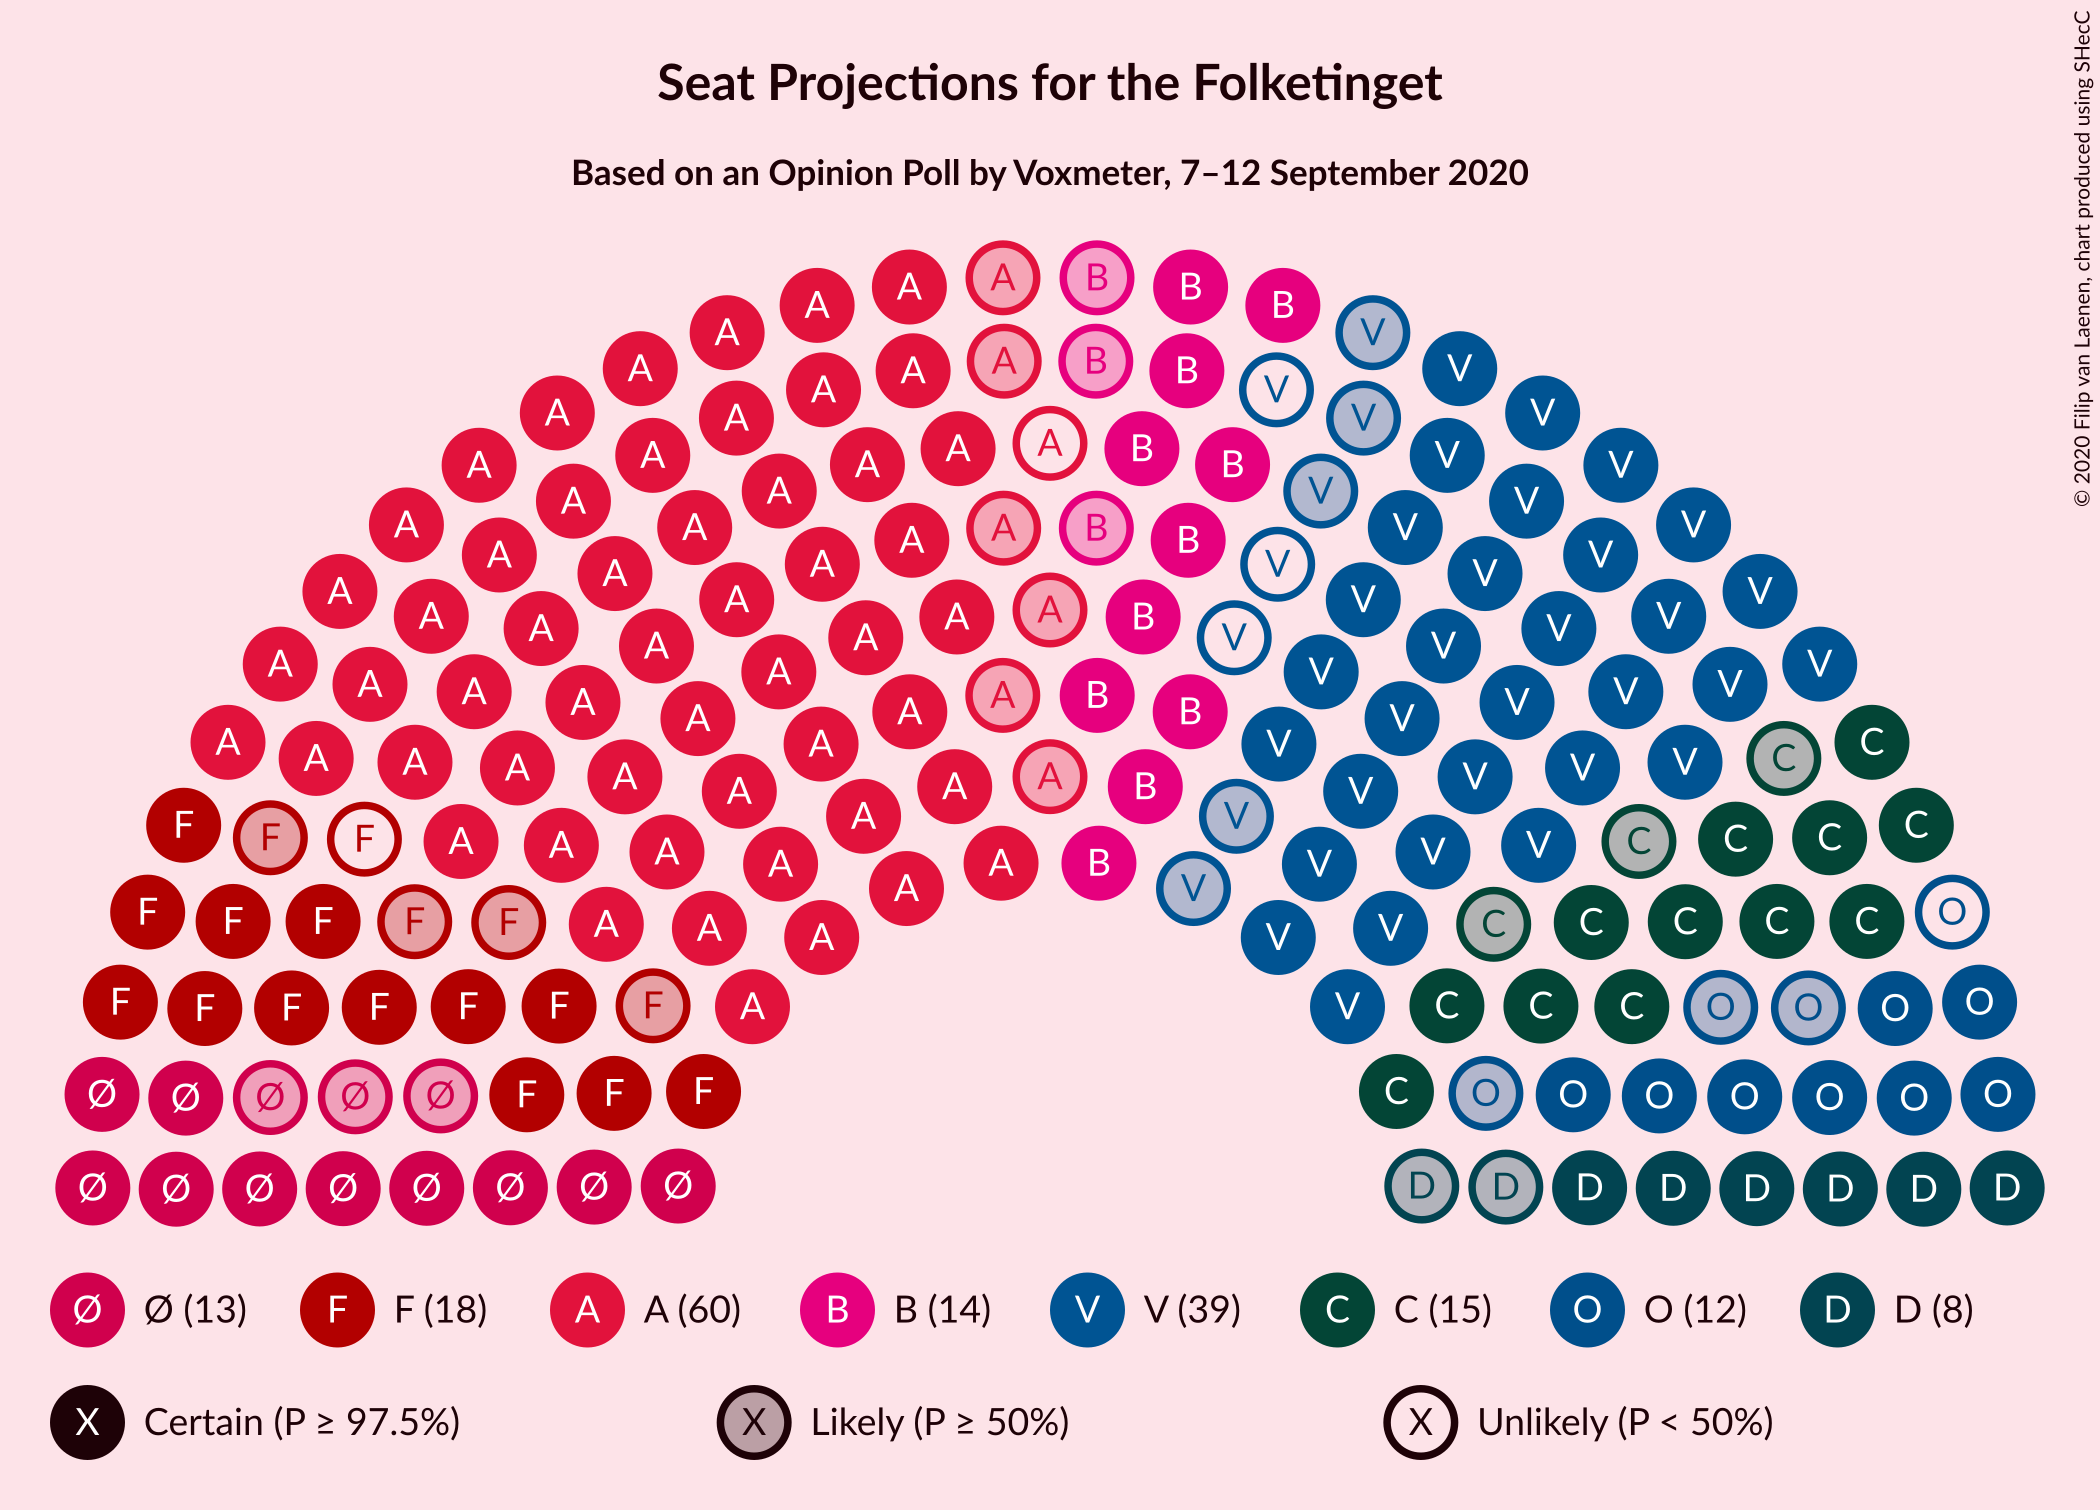 Seat Projections for the Folketinget
Based on an Opinion Poll by Voxmeter, 7–12 September 2020
© 2020 Filip van Laenen, chart produced using SHecC
A A B B B V
A A A A A B B V V V
A A A A A A B B V V V V
A A A A A A A B B V V V V V
A A A A A A A A B V V V V V V
A A A A A A A A B B V V V V V V
A A A A A A A A A B V V V V V C C
F F F A A A A A A A B V V V V C C C C
F F F F F A A A V V C C C C C O
F F F F F F F A V C C C O O O O
Ø Ø Ø Ø Ø F F F C O O O O O O O
Ø Ø Ø Ø Ø Ø Ø Ø D D D D D D D D
Ø Ø (13) F F (18) A A (60) B B (14) V V (39) C C (15) O O (12) D D (8)
X Certain (P ≥ 97.5%) X Likely (P ≥ 50%) X Unlikely (P < 50%)